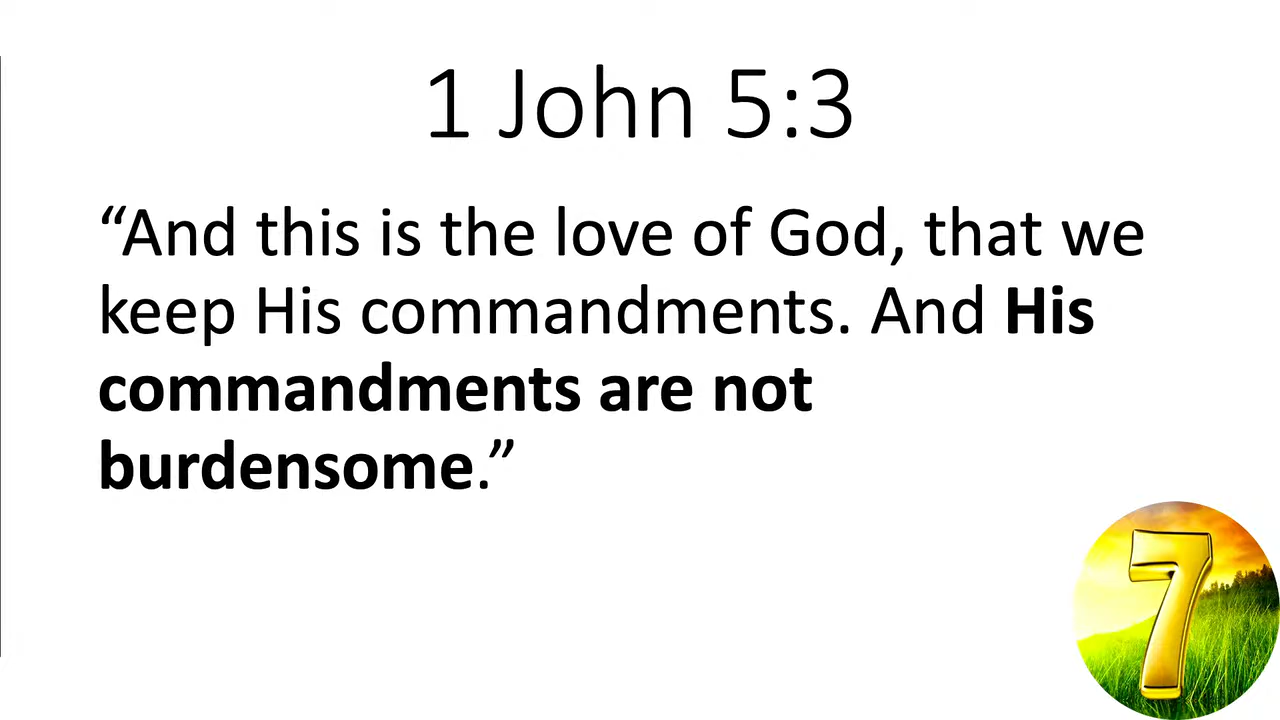 1 John 5:3
“And this is the love of God, that we
keep His commandments. And His
commandments are not
burdensome.”
7